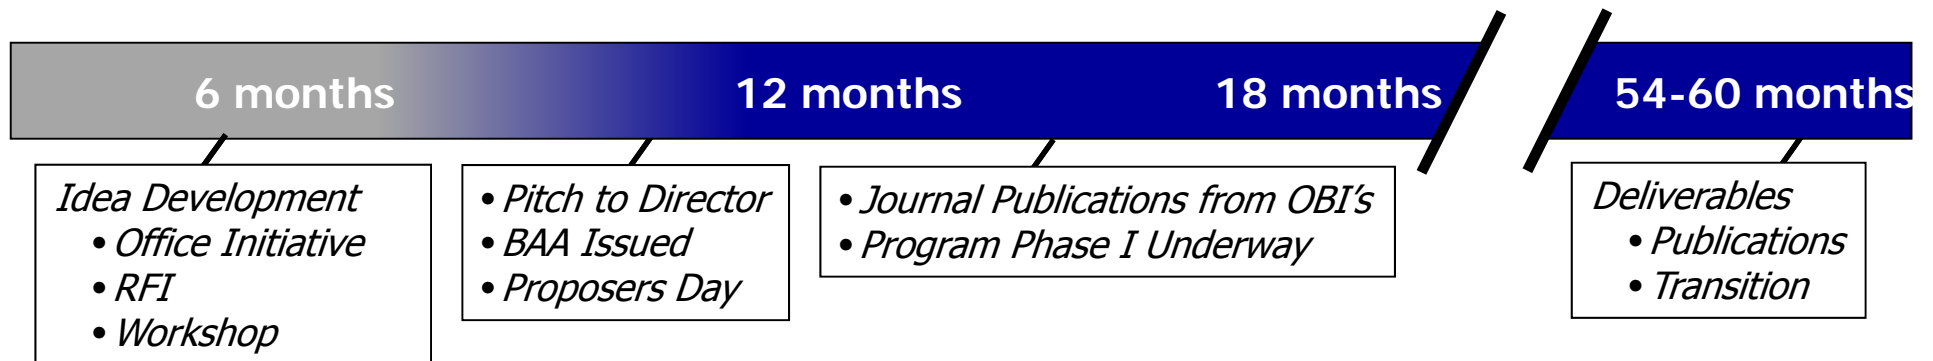 6 months
12 months
18 months
54-60 months
Idea Development
• Office Initiative
• RFI
• Workshop
• Pitch to Director
• BAA Issued
• Proposers Day
• Journal Publications from OBI's
• Program Phase I Underway
Deliverables
• Publications
• Transition